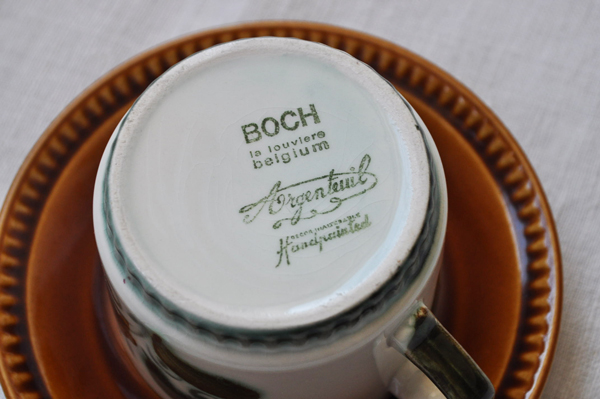 BOCH
la louviere
belgium
Argenteuil
Handpainted